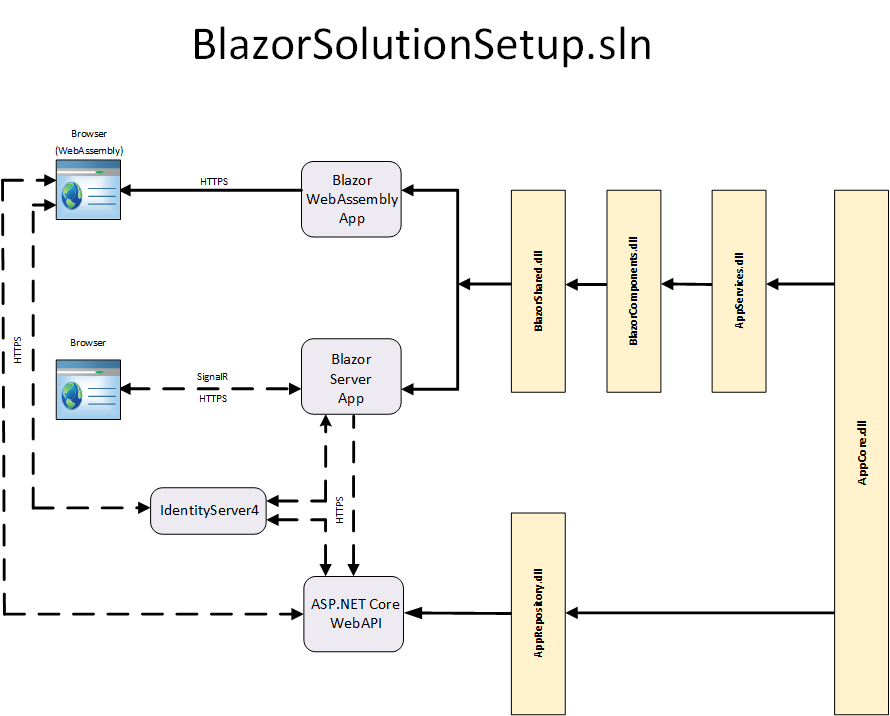 BlazorSolutionSetup.sln
Browser
(WebAssembly)
HTTPS
Blazor
WebAssembly
App
BlazorShared.dll
BlazorComponents.dll
AppServices.dll
AppCore.dll
HTTPS
Browser
SignalR
HTTPS
Blazor
Server
App
IdentityServer4
HTTPS
ASP.NET Core
WebAPI
AppRepository.dll